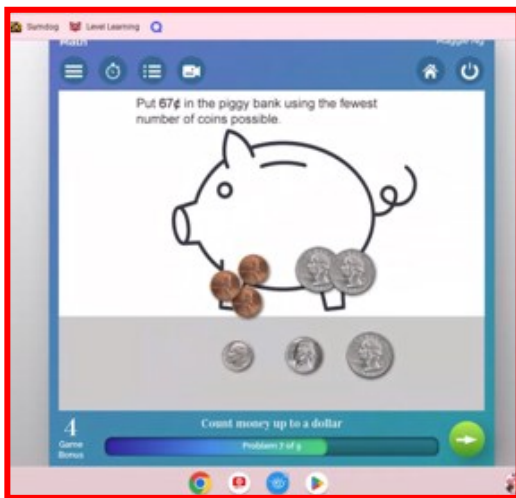 Sumdog Level Learning
Math
Put 67¢ in the piggy bank using the fewest
number of coins possible.
4
Game
Bonus
Count money up to a dollar
Problem 7 of 9